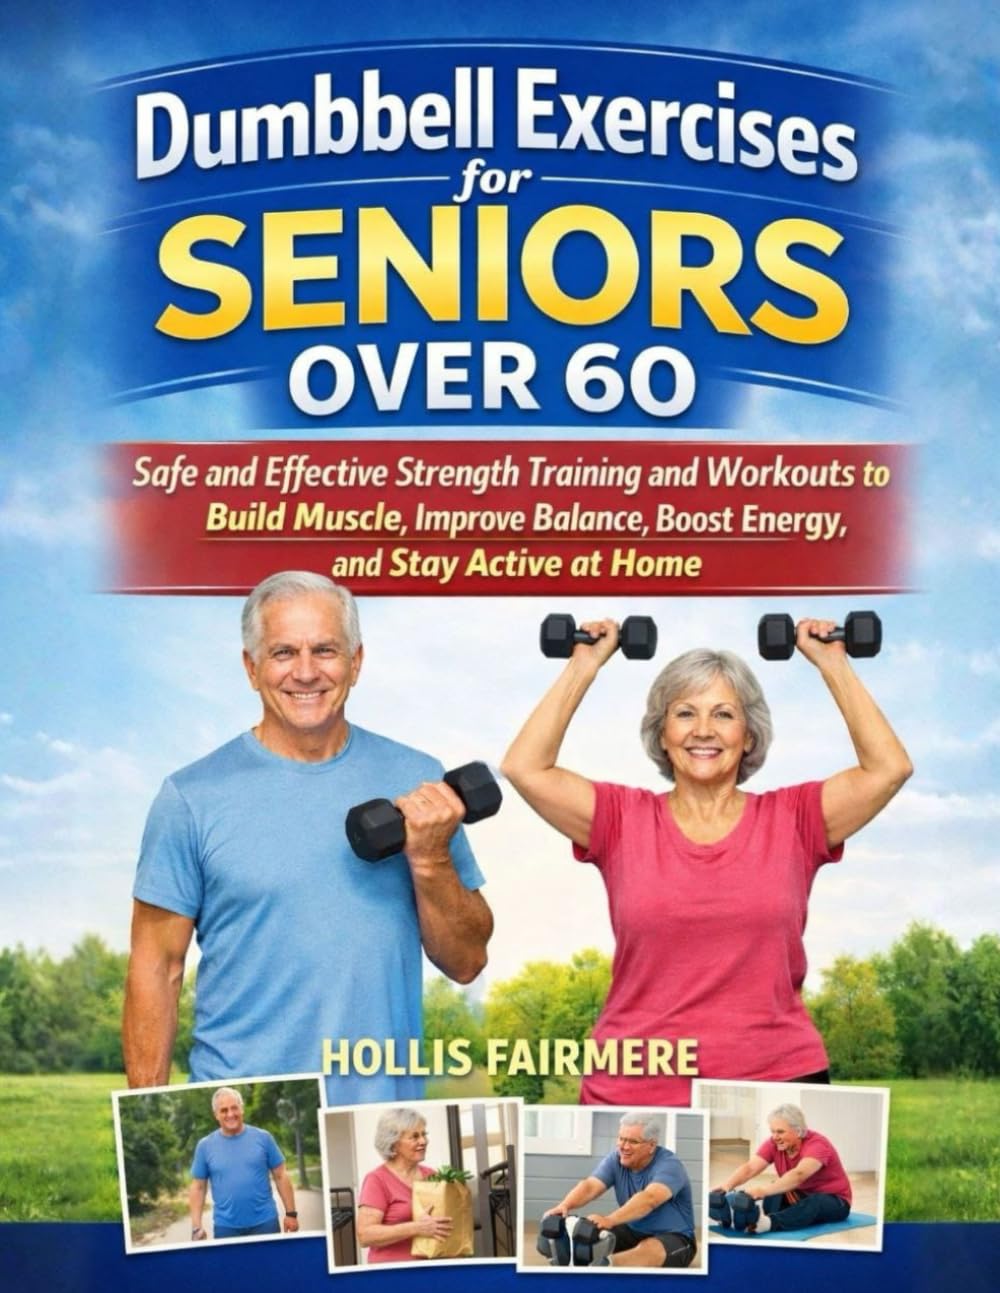 Dumbbell Exercises
for
SENIORS
OVER 60
Safe and Effective Strength Training and Workouts to
Build Muscle, Improve Balance, Boost Energy,
and Stay Active at Home
HOLLIS FAIRMERE